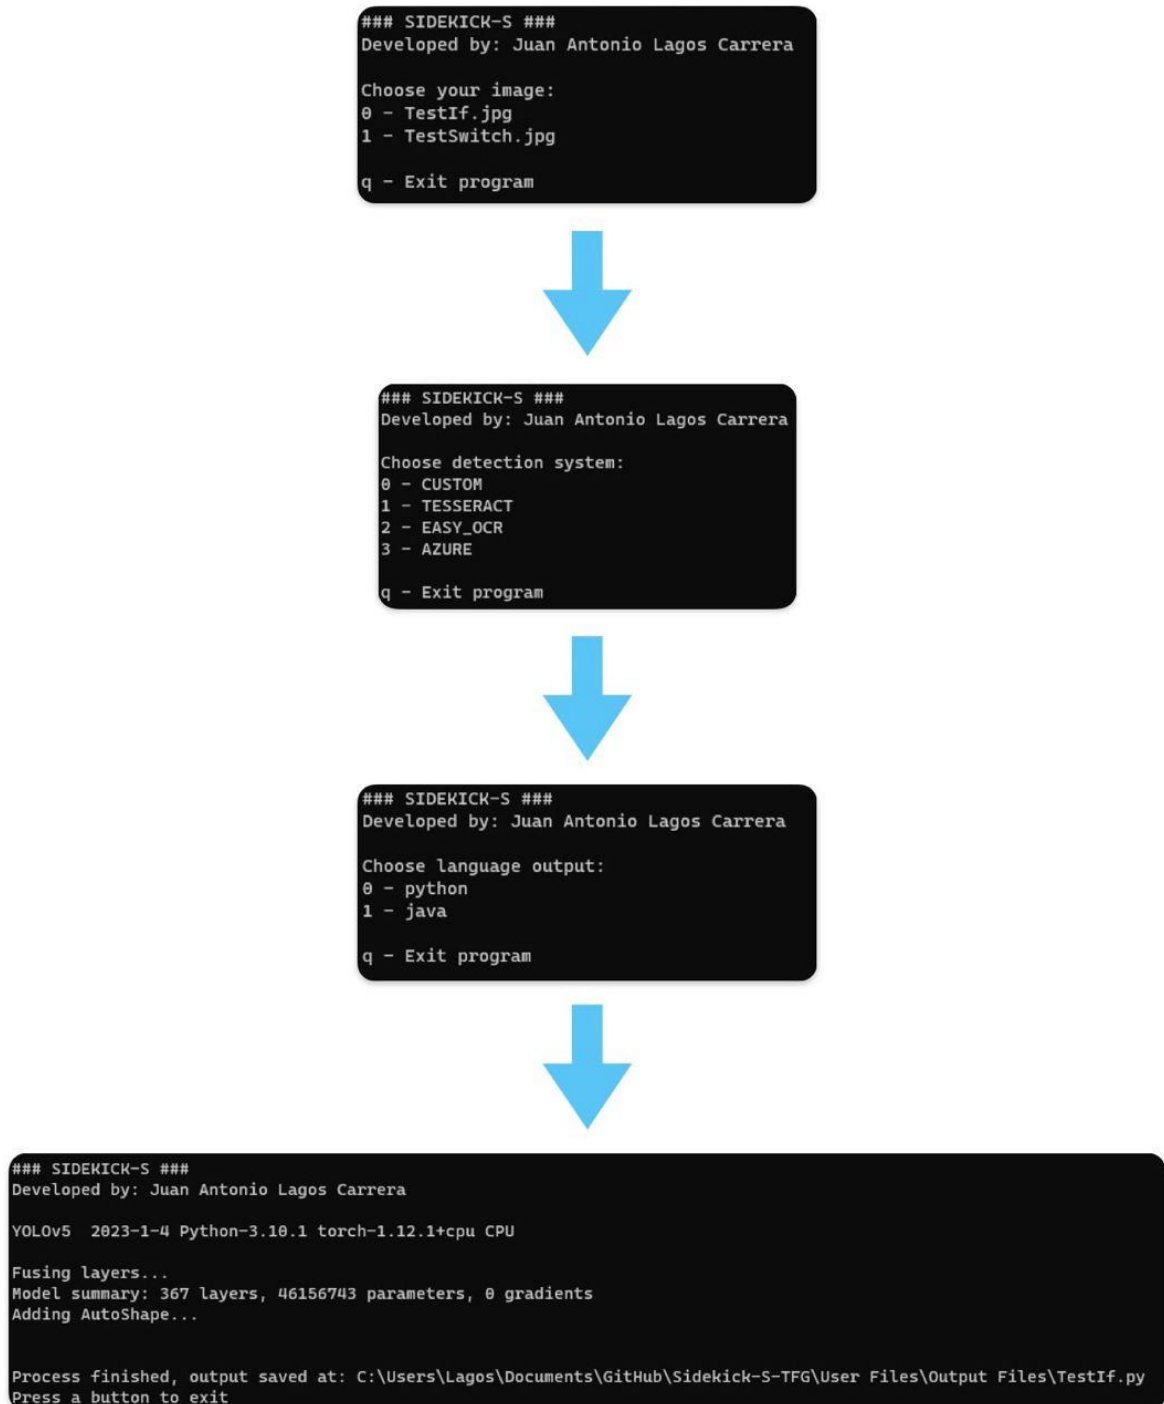 ### SIDEKICK-S ###
Developed by: Juan Antonio Lagos Carrera
Choose your image:
0 - TestIf.jpg
1 - TestSwitch.jpg
q - Exit program
### SIDEKICK-S ###
Developed by: Juan Antonio Lagos Carrera
Choose detection system:
0 - CUSTOM
1 - TESSERACT
2 - EASY_OCR
3 - AZURE
q - Exit program
### SIDEKICK-S ###
Developed by: Juan Antonio Lagos Carrera
Choose language output:
0 - python
1 - java
q - Exit program
### SIDEKICK-S ###
Developed by: Juan Antonio Lagos Carrera
YOLOv5  2023-1-4 Python-3.10.1 torch-1.12.1+cpu CPU
Fusing layers...
Model summary: 367 layers, 46156743 parameters, 0 gradients
Adding AutoShape...
Process finished, output saved at: C:\Users\Lagos\Documents\GitHub\Sidekick-S-TFG\User Files\Output Files\TestIf.py
Press a button to exit